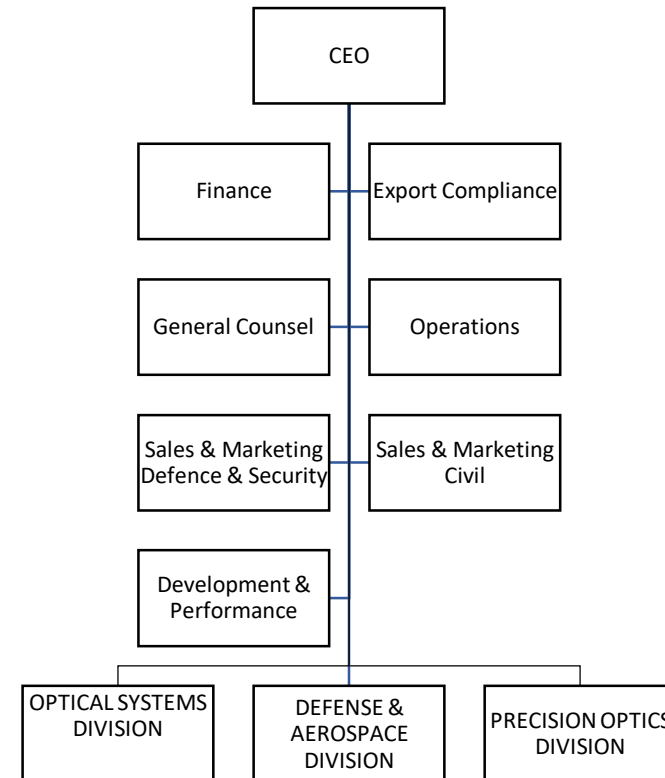 CEO
Finance
Export Compliance
General Counsel
Operations
Sales & Marketing
Defence & Security
Sales & Marketing
Civil
Development &
Performance
OPTICAL SYSTEMS
DIVISION
DEFENSE &
AEROSPACE
DIVISION
PRECISION OPTICS
DIVISION